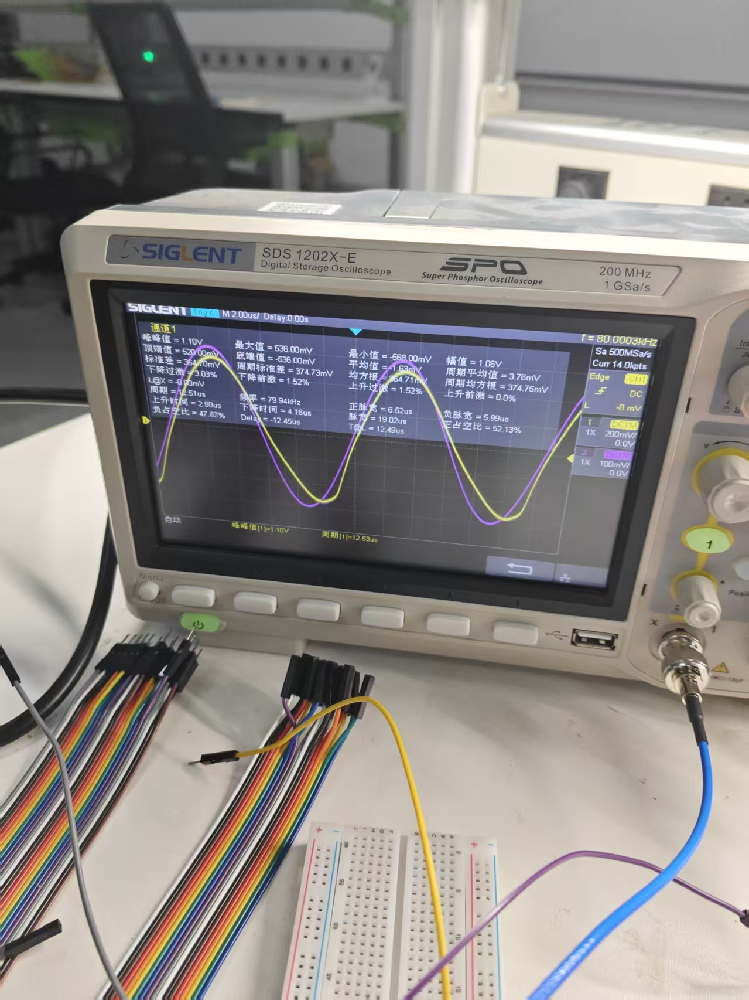 SIGLENT
SDS 1202X-E
Digital Storage Oscilloscope
SPO
Super Phosphor Oscilloscope
200 MHz
1 GSa/s
SIGLENT Trig'd M 2.00us/ Delay:0.00s
f = 80.0003kHz
通道1
峰峰值 = 1.10V 最大值 = 536.00mV 最小值 = -568.00mV 幅值 = 1.06V
顶端值 = 520.00mV 底端值 = -536.00mV 平均值 = -1.63mV 周期平均值 = 3.76mV
标准差 = 364.70mV 周期标准差 = 374.73mV 均方根 = 364.71mV 周期均方根 = 374.75mV
下降过激 = 3.03% 下降前激 = 1.52% 上升过激 = 1.52% 上升前激 = 0.0%
L@X = -8.00mV
周期 = 12.51us 频率 = 79.94kHz 正脉宽 = 6.52us 负脉宽 = 5.99us
上升时间 = 2.99us 下降时间 = 4.16us 脉宽 = 19.02us 正占空比 = 52.13%
负占空比 = 47.87% Delay = -12.45us T@L = 12.49us
Sa 500MSa/s
Curr 14.0kpts
Edge CH1
DC
L -8 mV
1 DC1M
1X 200mV/
0.0V
2 DC1M
1X 100mV/
0.0V
自动
峰峰值[1]=1.10V 周期[1]=12.53us
Menu
1
V
X
1